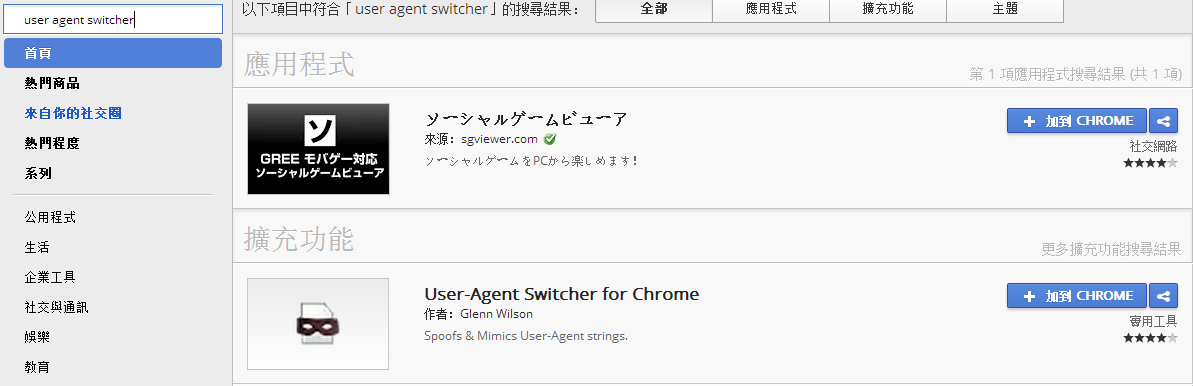 user agent switcher
以下項目中符合「user agent switcher」的搜尋結果：
全部
應用程式
擴充功能
主題
首頁
熱門商品
來自你的社交圈
熱門程度
系列
公用程式
生活
企業工具
社交與通訊
娛樂
教育
應用程式
第 1 項應用程式搜尋結果 (共 1 項)
ソ
GREE モバゲー対応
ソーシャルゲームビューア
ソーシャルゲームビューア
來源：sgviewer.com
ソーシャルゲームをPCから楽しめます!
加到 CHROME
社交網路
擴充功能
更多擴充功能搜尋結果
User-Agent Switcher for Chrome
作者：Glenn Wilson
Spoofs & Mimics User-Agent strings.
加到 CHROME
實用工具